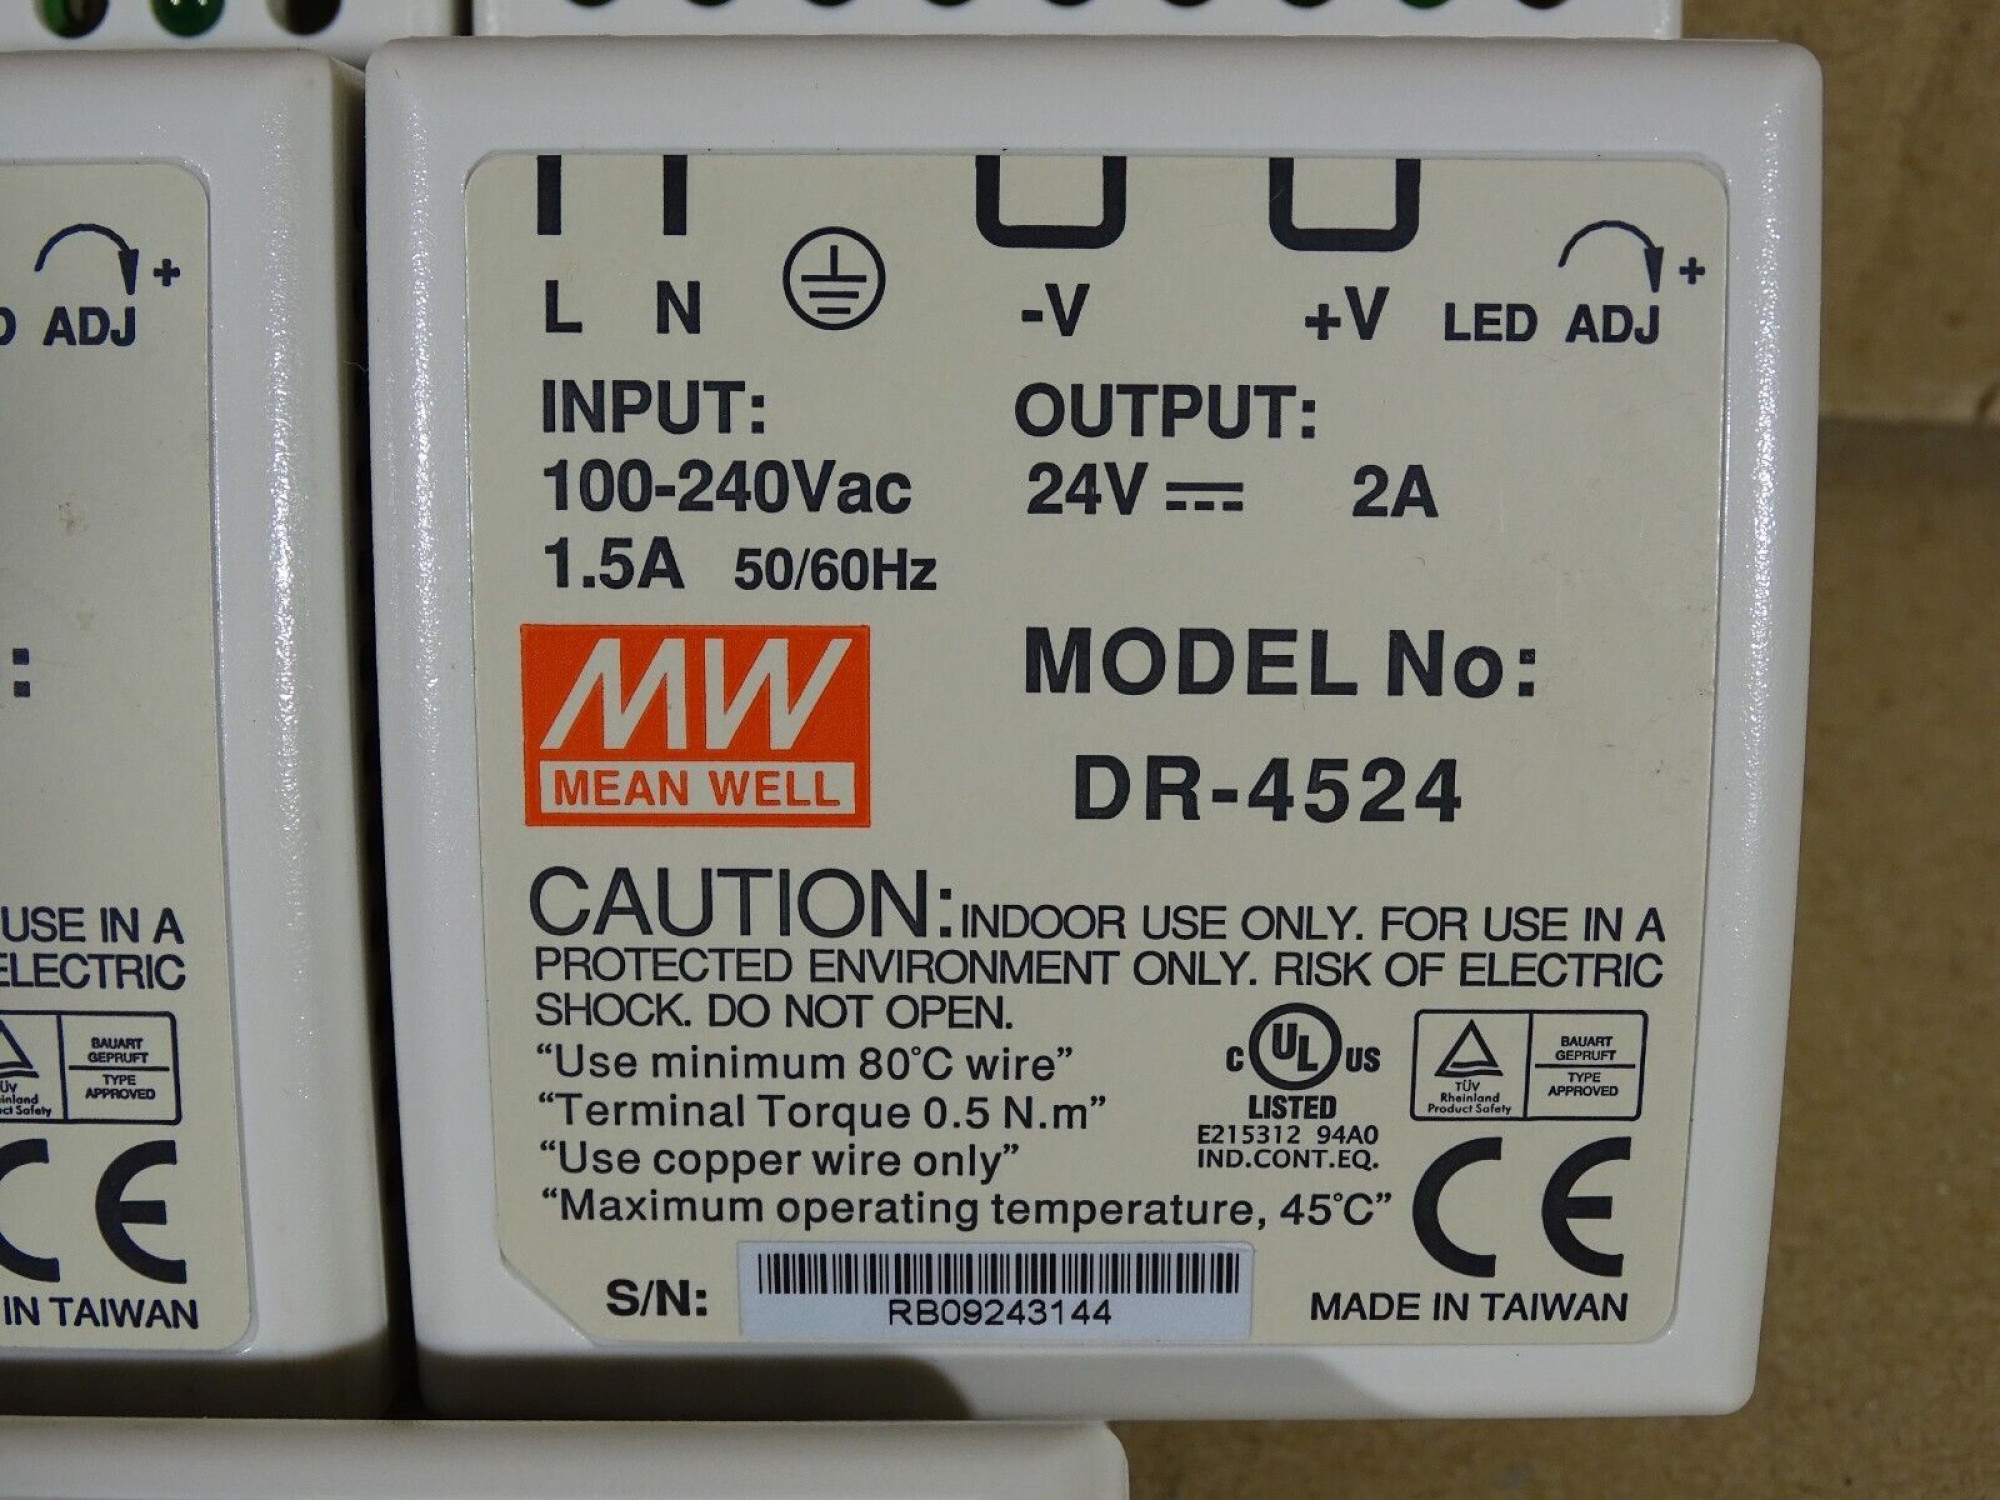 L N -V +V LED ADJ +
INPUT: OUTPUT:
100-240Vac 24V 2A
1.5A 50/60Hz
MW
MEAN WELL
MODEL No:
DR-4524
CAUTION: INDOOR USE ONLY. FOR USE IN A
PROTECTED ENVIRONMENT ONLY. RISK OF ELECTRIC
SHOCK. DO NOT OPEN.
“Use minimum 80°C wire”
“Terminal Torque 0.5 N.m”
“Use copper wire only”
“Maximum operating temperature, 45°C”
C UL US
LISTED
E215312 94A0
IND.CONT.EQ.
TÜV
Rheinland
Product Safety
BAUART
GEPRUFT
TYPE
APPROVED
CE
S/N: RB09243144
MADE IN TAIWAN
ADJ +
:
USE IN A
ELECTRIC
TÜV
BAUART
GEPRUFT
TYPE
APPROVED
Safety
CE
IN TAIWAN